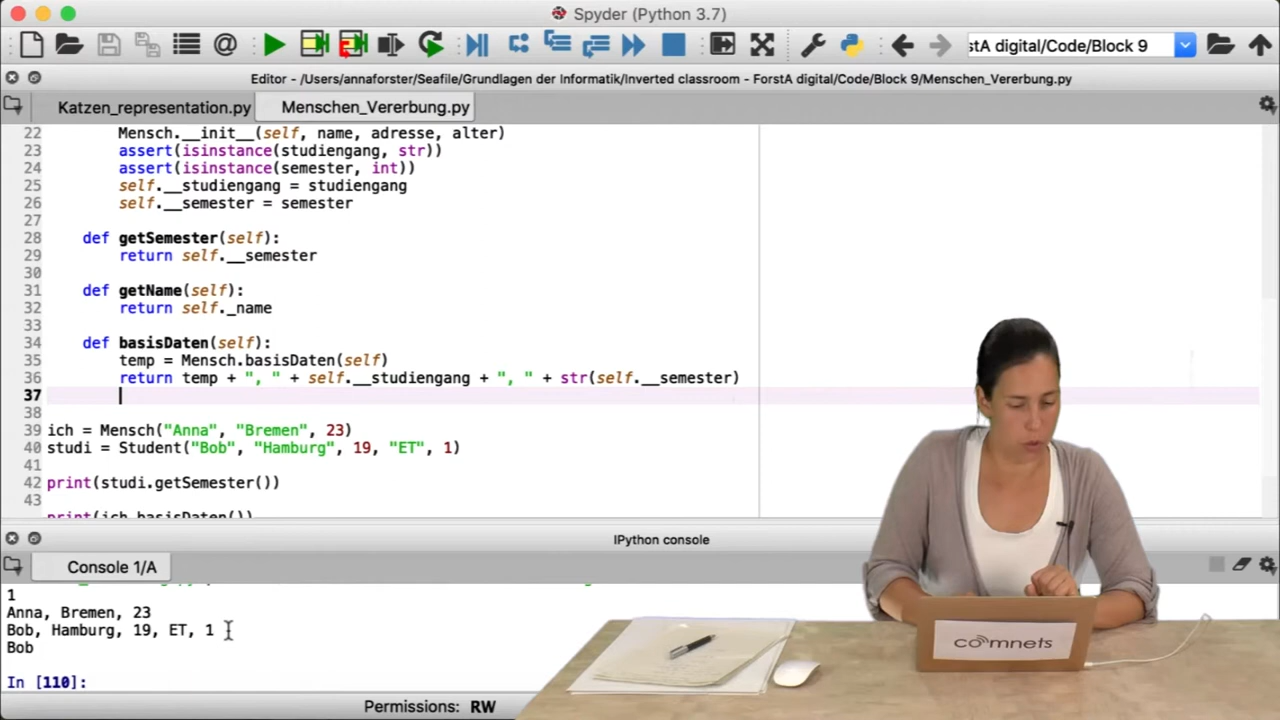 Spyder (Python 3.7)
stA digital/Code/Block 9
Editor - /Users/annaforster/Seafile/Grundlagen der Informatik/Inverted classroom - ForstA digital/Code/Block 9/Menschen_Vererbung.py
Katzen_representation.py
Menschen_Vererbung.py
22 Mensch.__init__(self, name, adresse, alter)
23 assert(isinstance(studiengang, str))
24 assert(isinstance(semester, int))
25 self.__studiengang = studiengang
26 self.__semester = semester
27
28 def getSemester(self):
29 return self.__semester
30
31 def getName(self):
32 return self._name
33
34 def basisDaten(self):
35 temp = Mensch.basisDaten(self)
36 return temp + ", " + self.__studiengang + ", " + str(self.__semester)
37
38
39 ich = Mensch("Anna", "Bremen", 23)
40 studi = Student("Bob", "Hamburg", 19, "ET", 1)
41
42 print(studi.getSemester())
43
print(ich.basisDaten())
IPython console
Console 1/A
1
Anna, Bremen, 23
Bob, Hamburg, 19, ET, 1
Bob
In [110]:
Permissions: RW
comnets